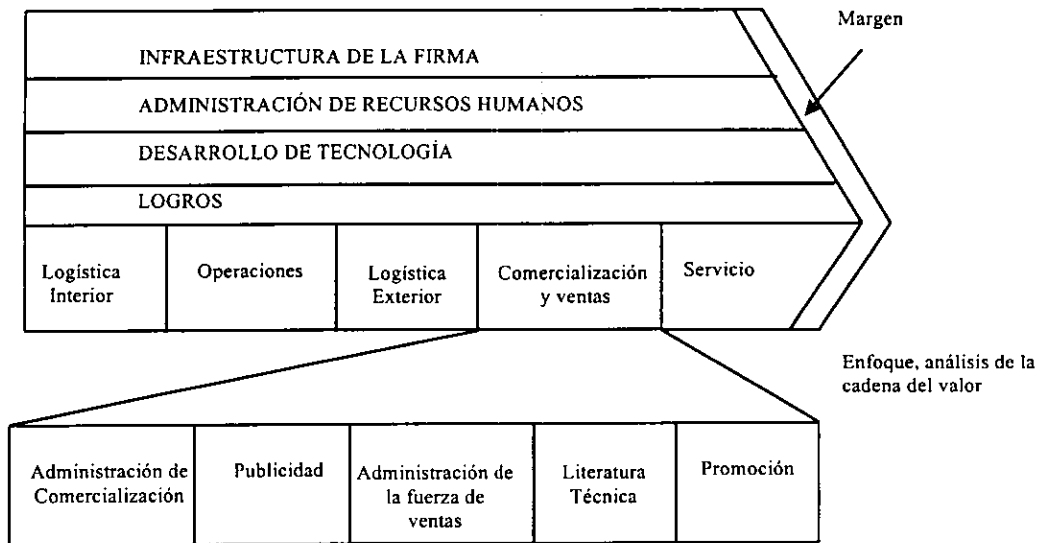 Margen
INFRAESTRUCTURA DE LA FIRMA
ADMINISTRACIÓN DE RECURSOS HUMANOS
DESARROLLO DE TECNOLOGÍA
LOGROS
Logística
Interior
Operaciones
Logística
Exterior
Comercialización
y ventas
Servicio
Enfoque, análisis de la
cadena del valor
Administración de
Comercialización
Publicidad
Administración de
la fuerza de
ventas
Literatura
Técnica
Promoción